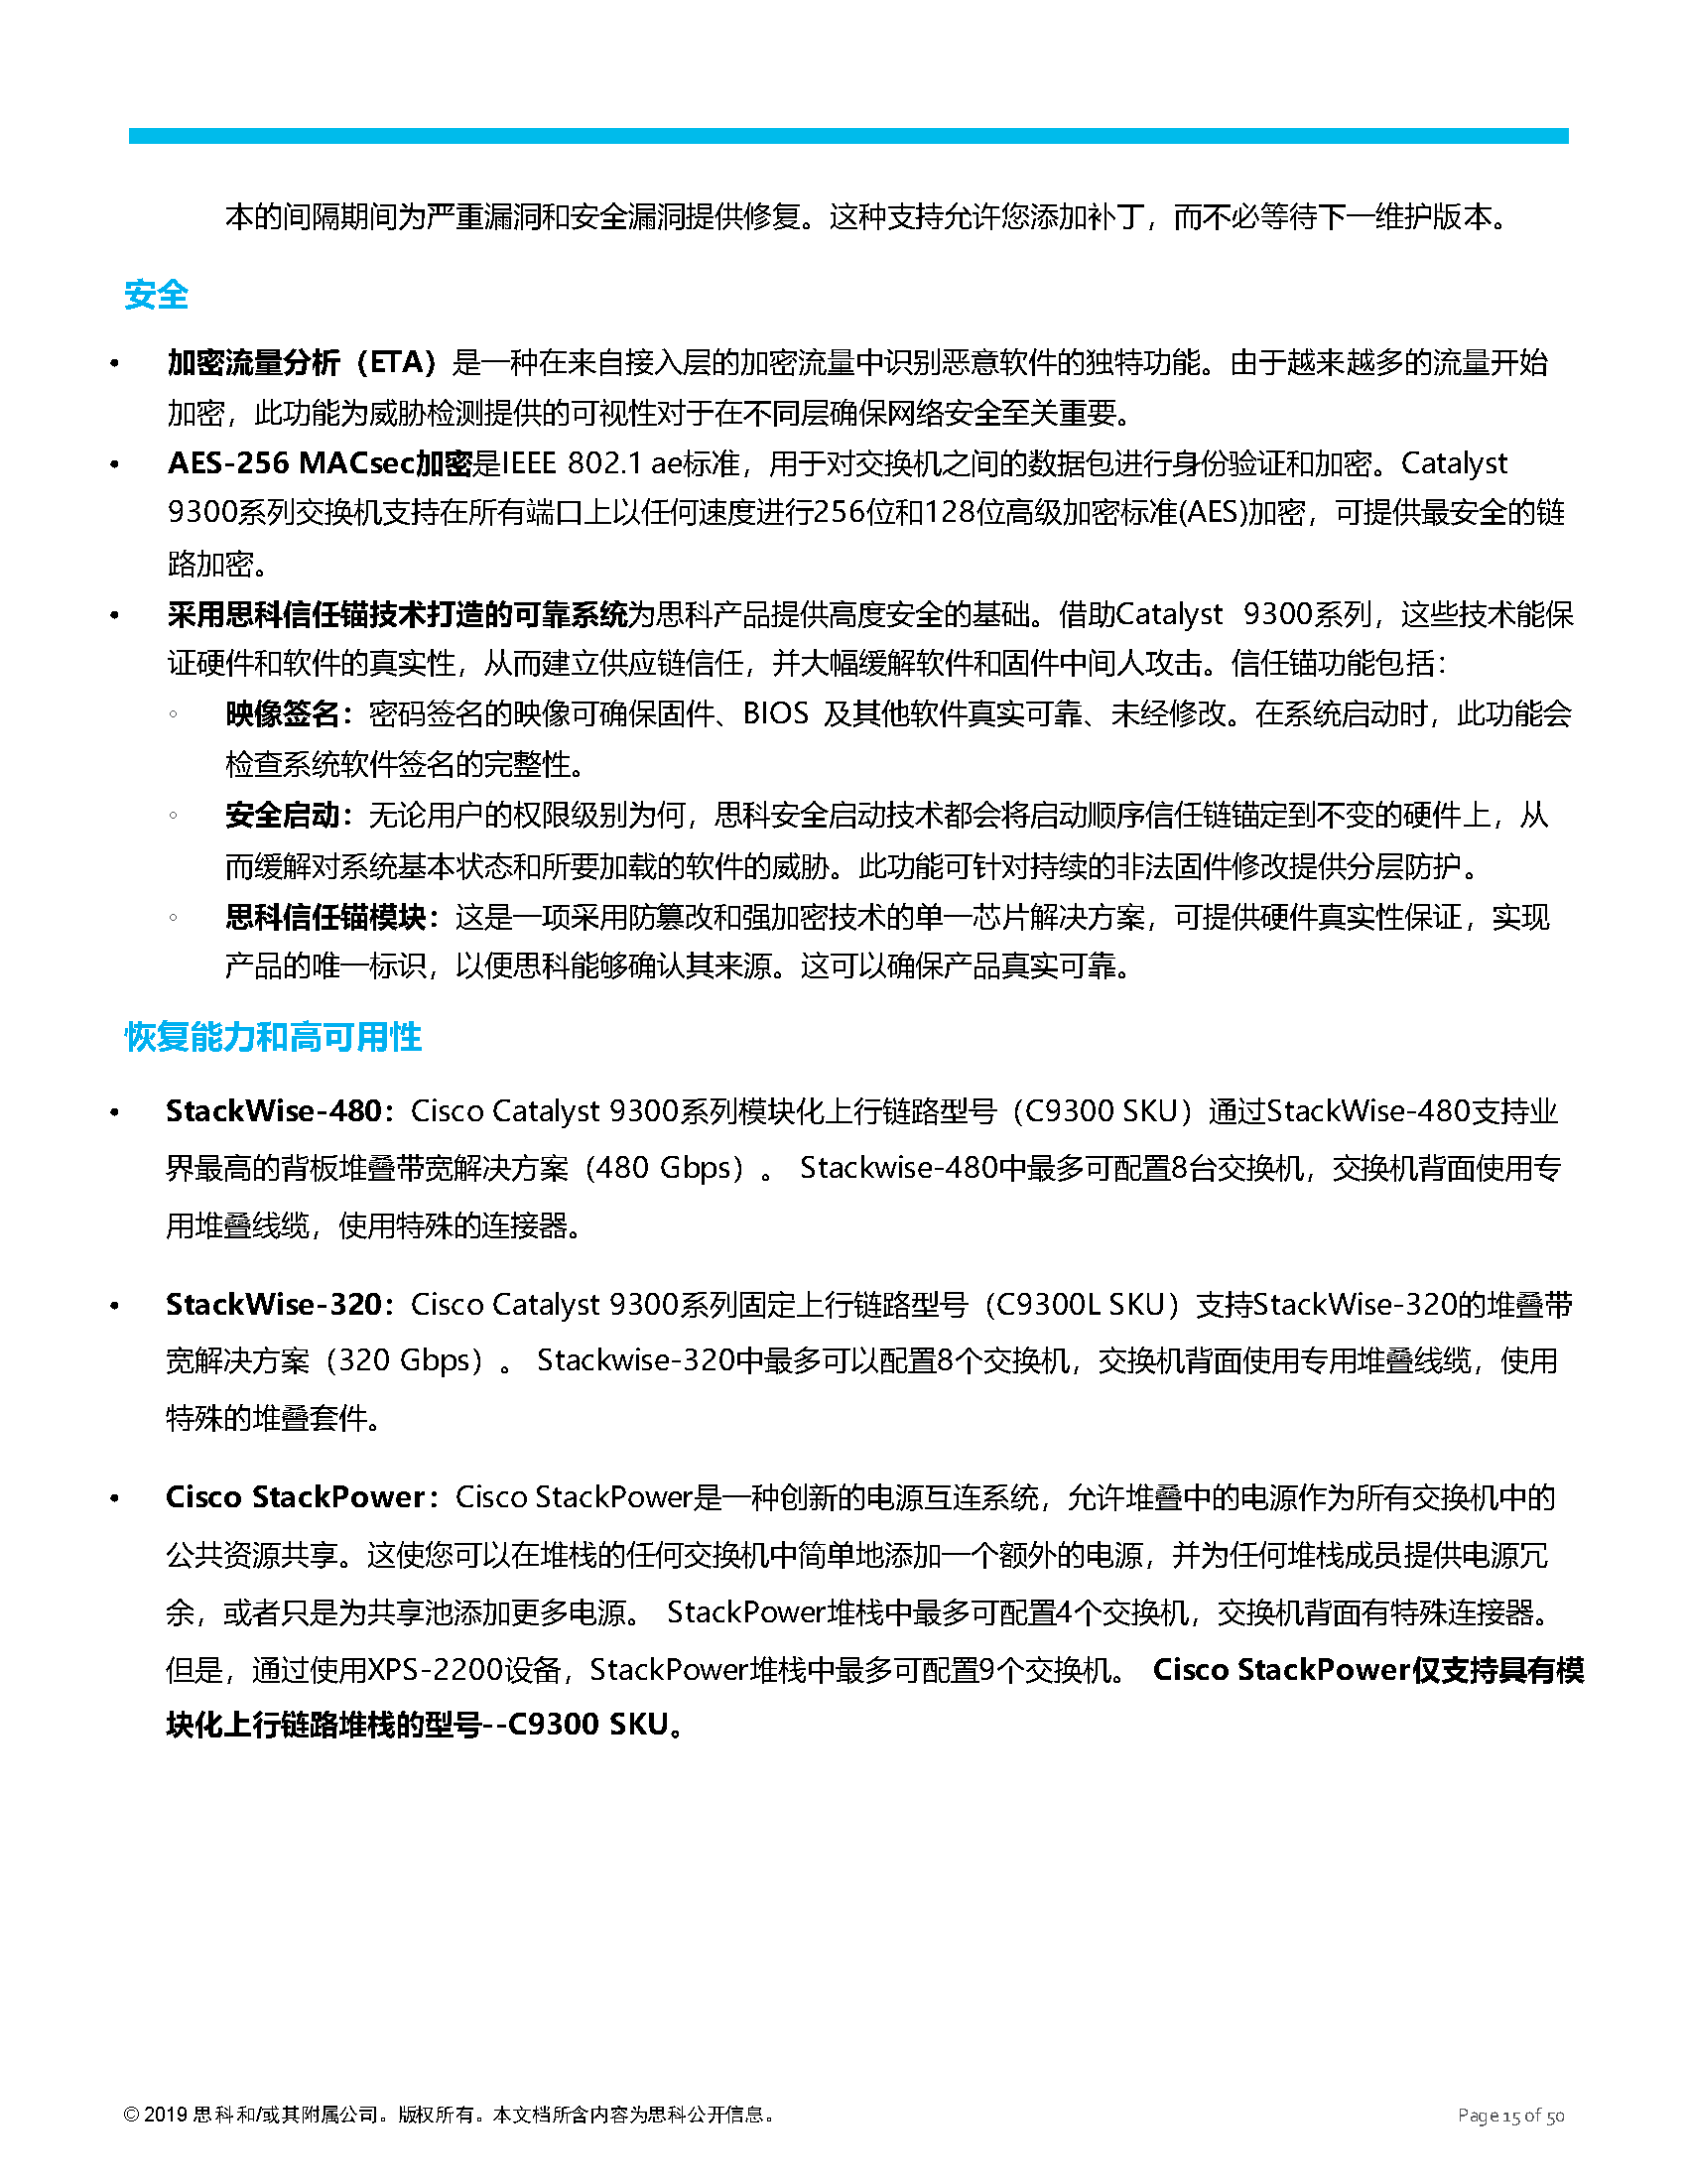 本的间隔期间为严重漏洞和安全漏洞提供修复。这种支持允许您添加补丁，而不必等待下一维护版本。
安全
• 加密流量分析（ETA）是一种在来自接入层的加密流量中识别恶意软件的独特功能。由于越来越多的流量开始
加密，此功能为威胁检测提供的可视性对于在不同层确保网络安全至关重要。
• AES-256 MACsec加密是IEEE 802.1 ae标准，用于对交换机之间的数据包进行身份验证和加密。Catalyst
9300系列交换机支持在所有端口上以任何速度进行256位和128位高级加密标准(AES)加密，可提供最安全的链
路加密。
• 采用思科信任锚技术打造的可靠系统为思科产品提供高度安全的基础。借助Catalyst 9300系列，这些技术能保
证硬件和软件的真实性，从而建立供应链信任，并大幅缓解软件和固件中间人攻击。信任锚功能包括：
◦ 映像签名：密码签名的映像可确保固件、BIOS 及其他软件真实可靠、未经修改。在系统启动时，此功能会
检查系统软件签名的完整性。
◦ 安全启动：无论用户的权限级别为何，思科安全启动技术都会将启动顺序信任链锚定到不变的硬件上，从
而缓解对系统基本状态和所要加载的软件的威胁。此功能可针对持续的非法固件修改提供分层防护。
◦ 思科信任锚模块：这是一项采用防篡改和强加密技术的单一芯片解决方案，可提供硬件真实性保证，实现
产品的唯一标识，以便思科能够确认其来源。这可以确保产品真实可靠。
恢复能力和高可用性
• StackWise-480：Cisco Catalyst 9300系列模块化上行链路型号（C9300 SKU）通过StackWise-480支持业
界最高的背板堆叠带宽解决方案（480 Gbps）。 Stackwise-480中最多可配置8台交换机，交换机背面使用专
用堆叠线缆，使用特殊的连接器。
• StackWise-320：Cisco Catalyst 9300系列固定上行链路型号（C9300L SKU）支持StackWise-320的堆叠带
宽解决方案（320 Gbps）。 Stackwise-320中最多可以配置8个交换机，交换机背面使用专用堆叠线缆，使用
特殊的堆叠套件。
• Cisco StackPower：Cisco StackPower是一种创新的电源互连系统，允许堆叠中的电源作为所有交换机中的
公共资源共享。这使您可以在堆栈的任何交换机中简单地添加一个额外的电源，并为任何堆栈成员提供电源冗
余，或者只是为共享池添加更多电源。 StackPower堆栈中最多可配置4个交换机，交换机背面有特殊连接器。
但是，通过使用XPS-2200设备，StackPower堆栈中最多可配置9个交换机。 Cisco StackPower仅支持具有模
块化上行链路堆栈的型号--C9300 SKU。
© 2019 思科和/或其附属公司。版权所有。本文档所含内容为思科公开信息。
Page 15 of 50